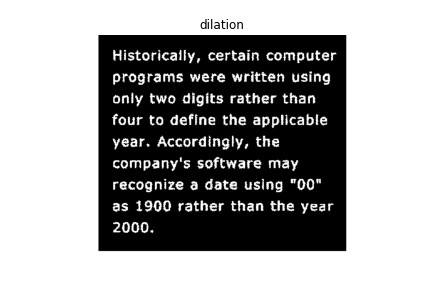 dilation
Historically, certain computer
programs were written using
only two digits rather than
four to define the applicable
year. Accordingly, the
company's software may
recognize a date using "00"
as 1900 rather than the year
2000.